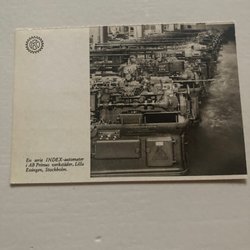 En serie INDEX-automater
i AB Primus verkstäder, Lilla
Essingen, Stockholm.